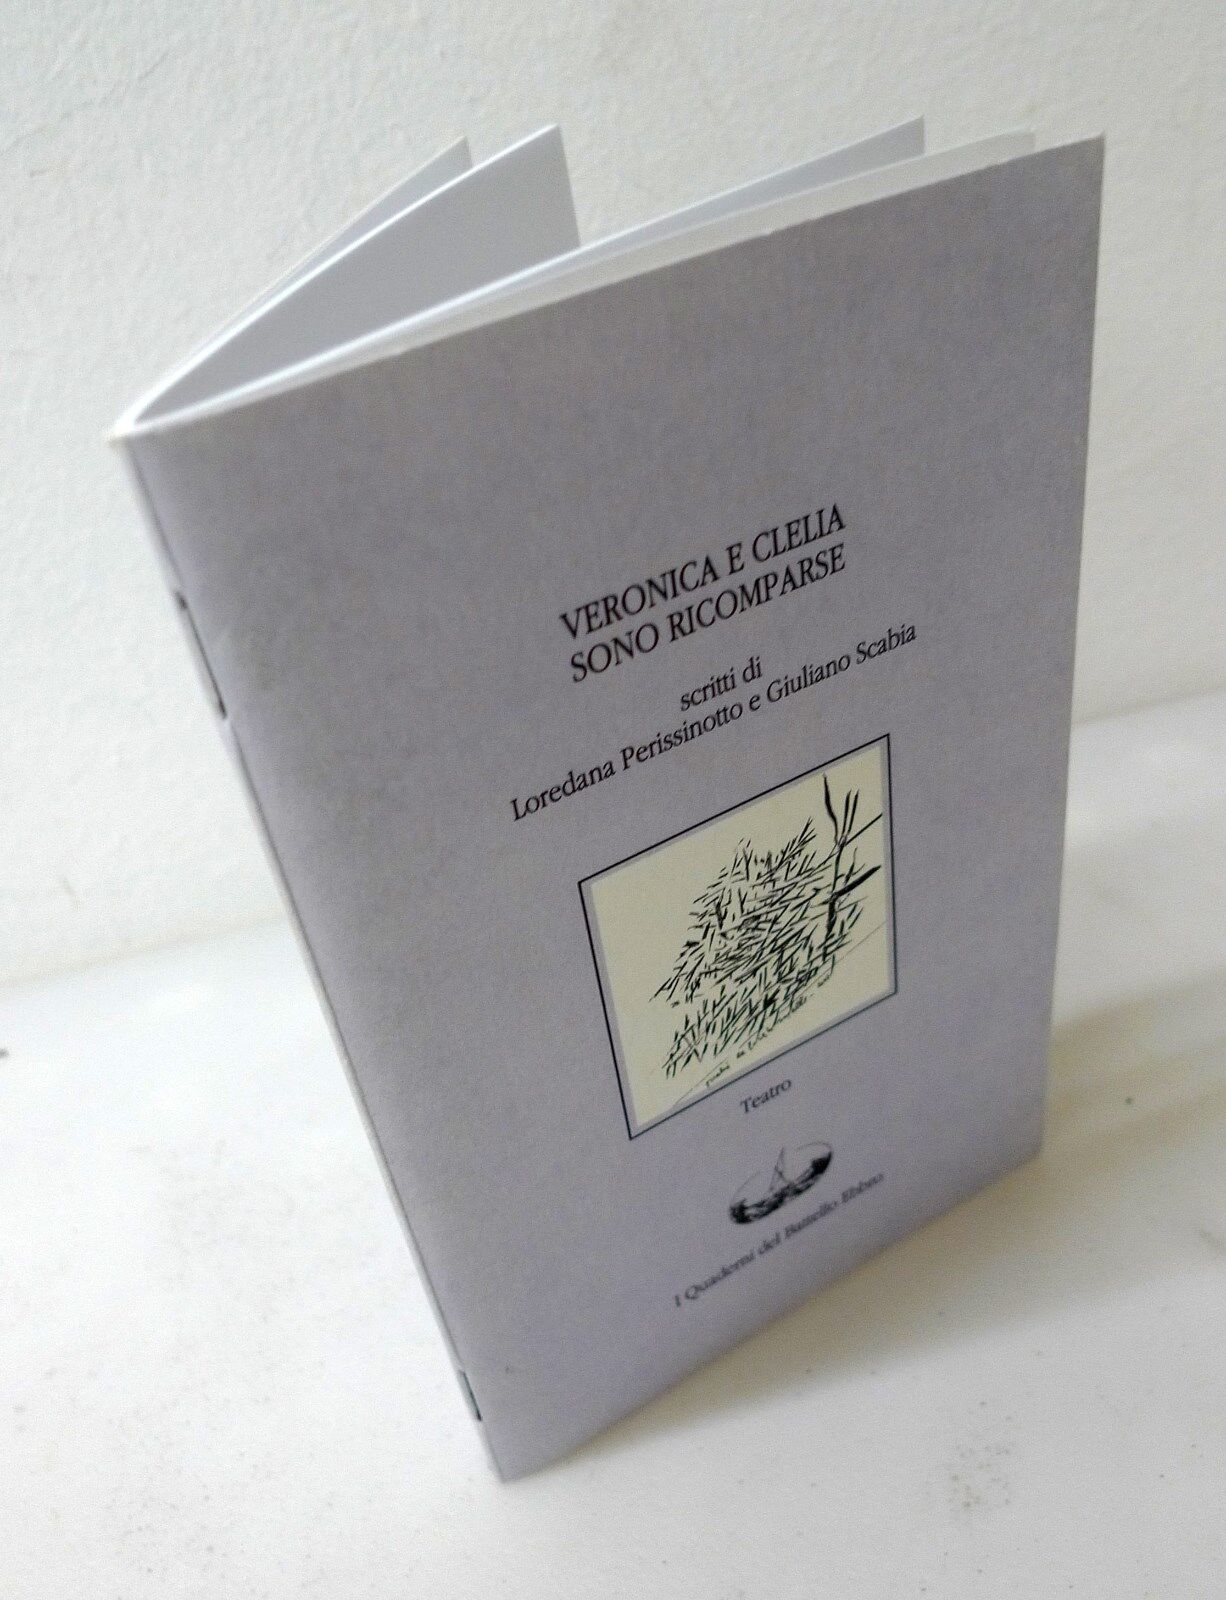 VERONICA E CLELIA
SONO RICOMPARSE
scritti di
Loredana Perissinotto e Giuliano Scabia
Teatro
I Quaderni del Battello Ebbro